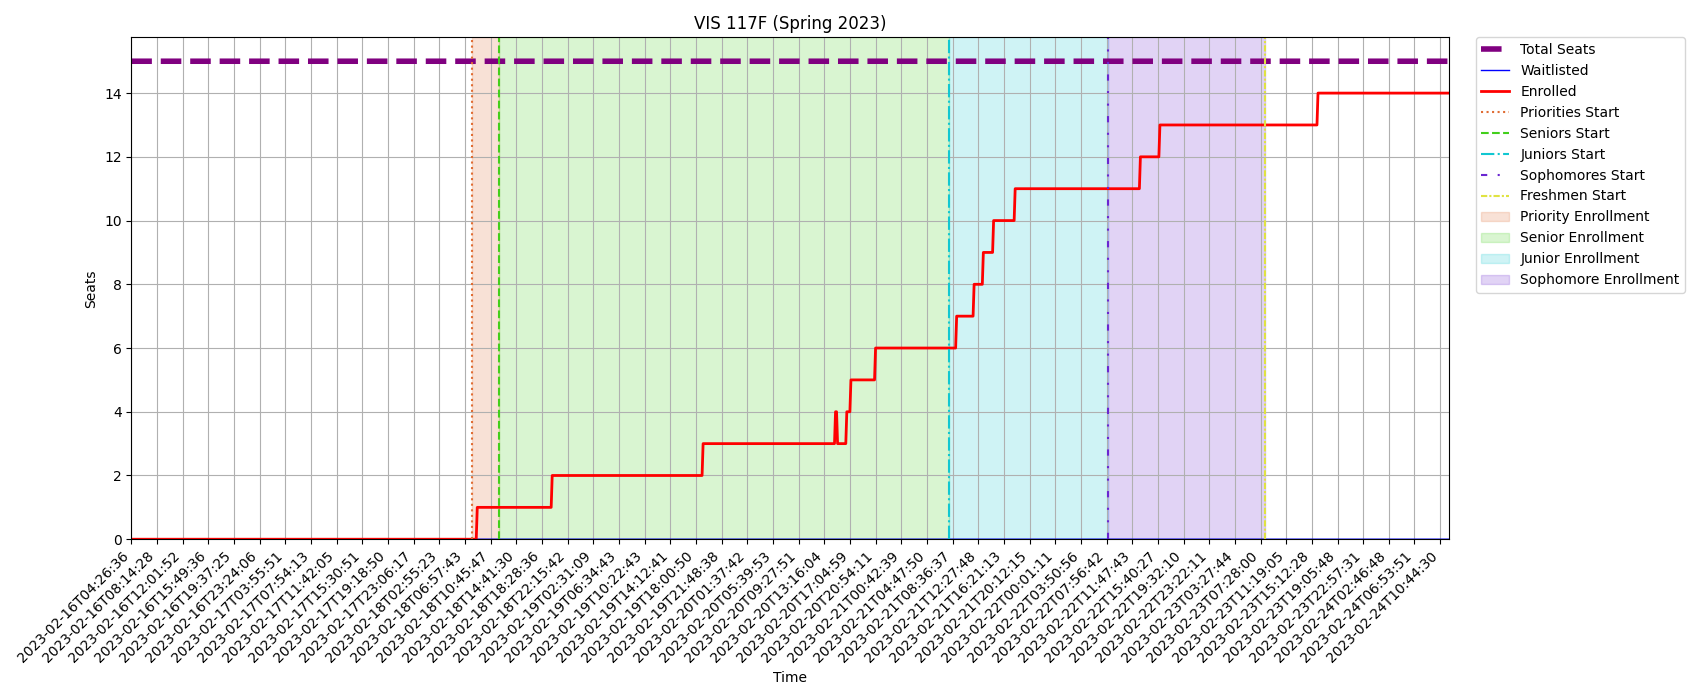 VIS 117F (Spring 2023)
Total Seats
Waitlisted
Enrolled
Priorities Start
Seniors Start
Juniors Start
Sophomores Start
Freshmen Start
Priority Enrollment
Senior Enrollment
Junior Enrollment
Sophomore Enrollment
Seats
14
12
10
8
6
4
2
0
2023-02-16T04:26:36
2023-02-16T08:14:28
2023-02-16T12:01:52
2023-02-16T15:49:36
2023-02-16T19:37:25
2023-02-16T23:24:06
2023-02-17T03:55:51
2023-02-17T07:54:13
2023-02-17T11:42:05
2023-02-17T15:30:51
2023-02-17T19:18:50
2023-02-17T23:06:17
2023-02-18T02:55:23
2023-02-18T06:57:43
2023-02-18T10:45:47
2023-02-18T14:41:30
2023-02-18T18:28:36
2023-02-18T22:15:42
2023-02-19T02:31:09
2023-02-19T06:34:43
2023-02-19T10:22:43
2023-02-19T14:12:41
2023-02-19T18:00:50
2023-02-19T21:48:38
2023-02-20T01:37:42
2023-02-20T05:39:53
2023-02-20T09:27:51
2023-02-20T13:16:04
2023-02-20T17:04:59
2023-02-20T20:54:11
2023-02-21T00:42:39
2023-02-21T04:47:50
2023-02-21T08:36:37
2023-02-21T12:27:48
2023-02-21T16:21:13
2023-02-21T20:12:15
2023-02-22T00:01:11
2023-02-22T03:50:56
2023-02-22T07:56:42
2023-02-22T11:47:43
2023-02-22T15:40:27
2023-02-22T19:32:10
2023-02-22T23:22:11
2023-02-23T03:27:44
2023-02-23T07:28:00
2023-02-23T11:19:05
2023-02-23T15:12:28
2023-02-23T19:05:48
2023-02-23T22:57:31
2023-02-24T02:46:48
2023-02-24T06:53:51
2023-02-24T10:44:30
Time